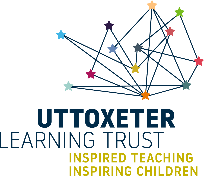 UTTOXETER
LEARNING TRUST
INSPIRED TEACHING
INSPIRING CHILDREN